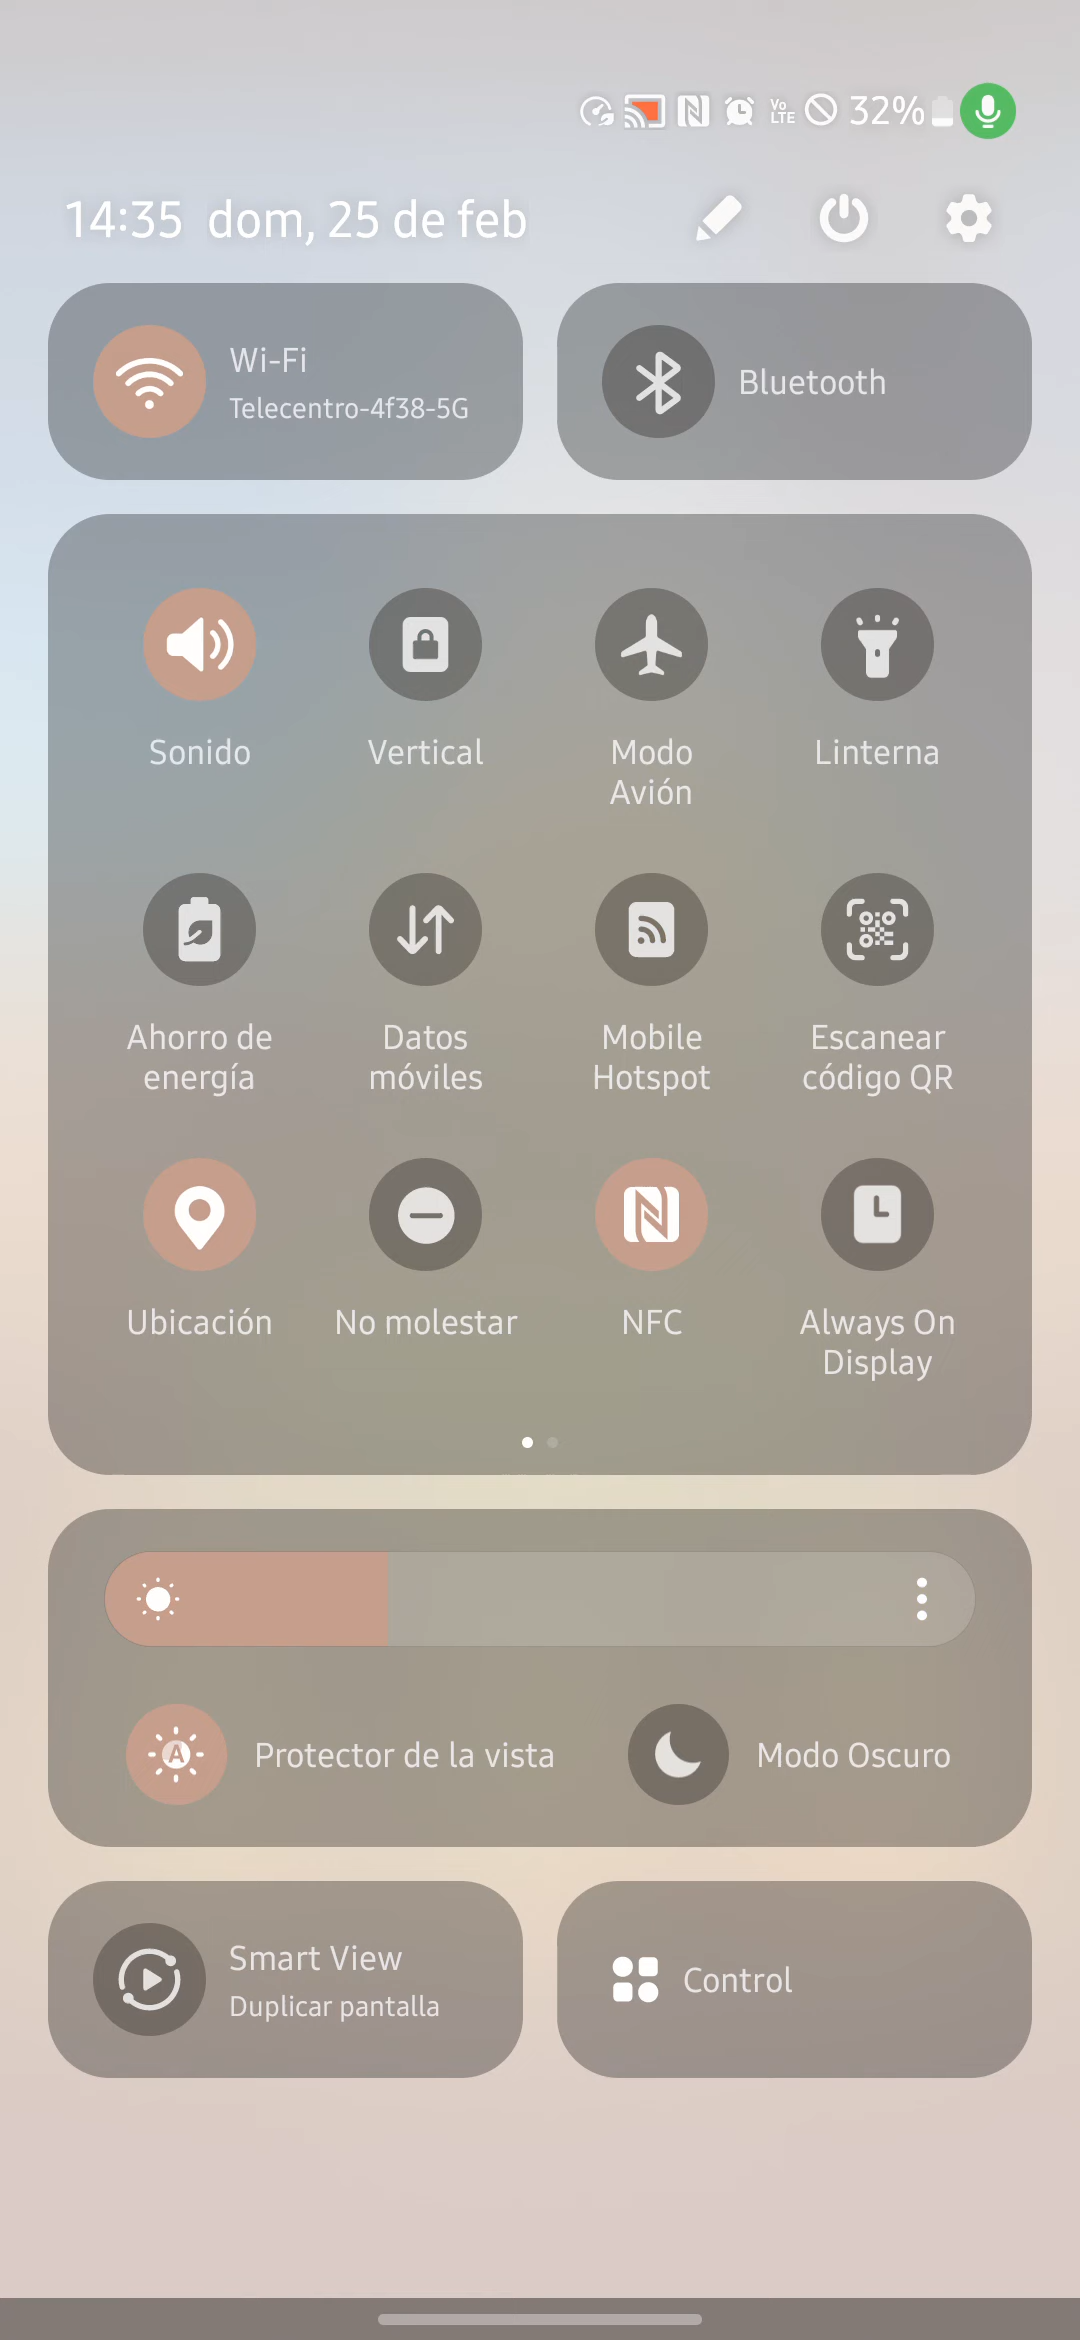 Vo
LTE
32%
14:35 dom, 25 de feb
Wi-Fi
Telecentro-4f38-5G
Bluetooth
Sonido
Vertical
Modo
Avión
Linterna
Ahorro de
energía
Datos
móviles
Mobile
Hotspot
Escanear
código QR
Ubicación
No molestar
NFC
Always On
Display
A
Protector de la vista
Modo Oscuro
Smart View
Duplicar pantalla
Control